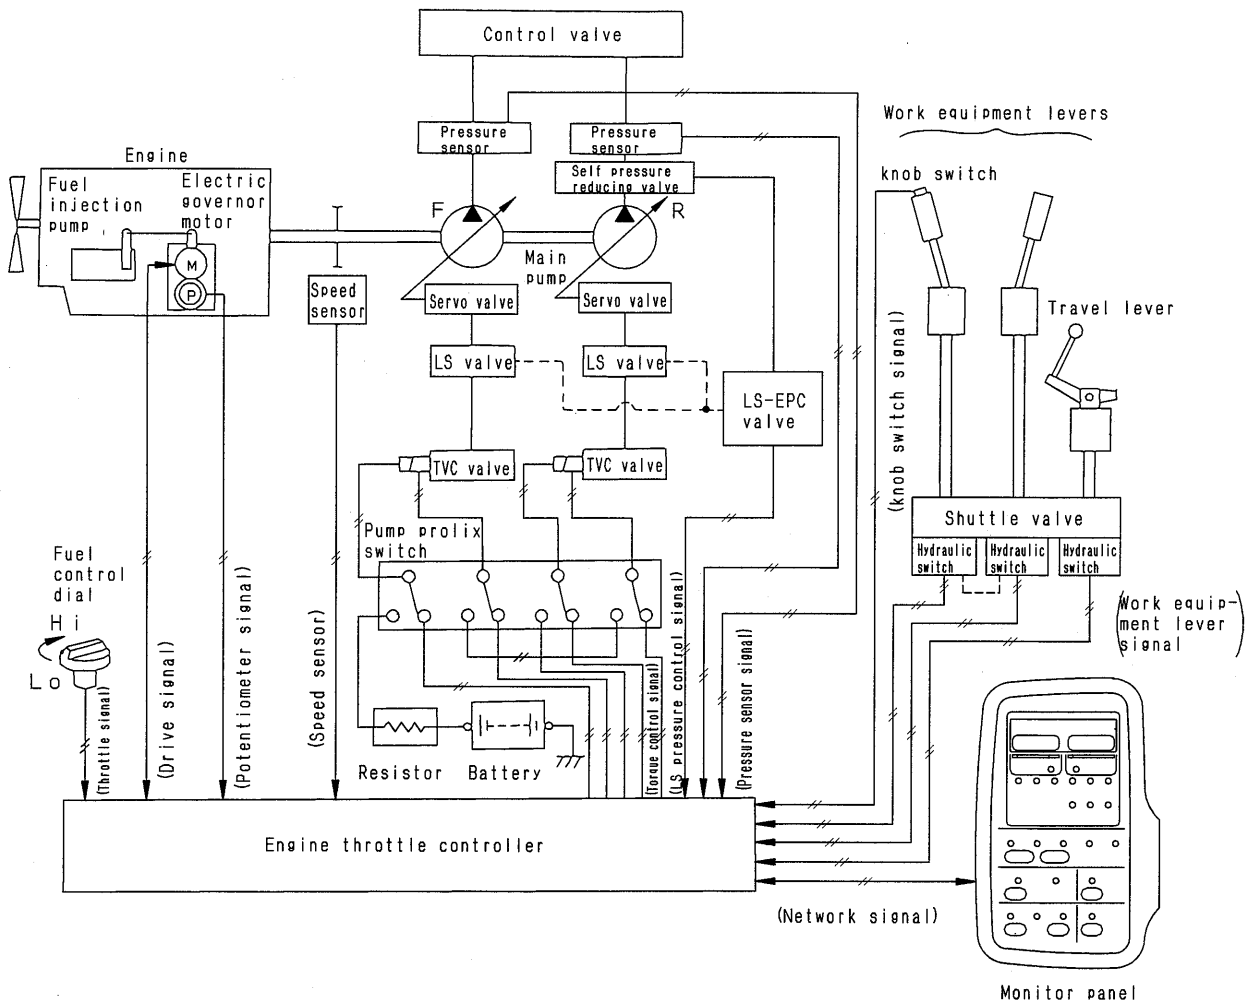 Control valve
Work equipment levers
Pressure
sensor
Pressure
sensor
Engine
Self pressure
reducing valve
knob switch
Fuel
injection
pump
Electric
governor
motor
F
R
M
P
Main
pump
Speed
sensor
Servo valve
Servo valve
Travel lever
LS valve
LS valve
LS-EPC
valve
(knob switch signal)
TVC valve
TVC valve
Shuttle valve
Pump prolix
switch
Hydraulic
switch
Hydraulic
switch
Hydraulic
switch
Fuel
control
dial
Hi
Lo
(Work equip-
ment lever
signal)
(Throttle signal)
(Drive signal)
(Potentiometer signal)
(Speed sensor)
(Torque control signal)
(LS pressure control signal)
(Pressure sensor signal)
Resistor
Battery
Engine throttle controller
(Network signal)
Monitor panel